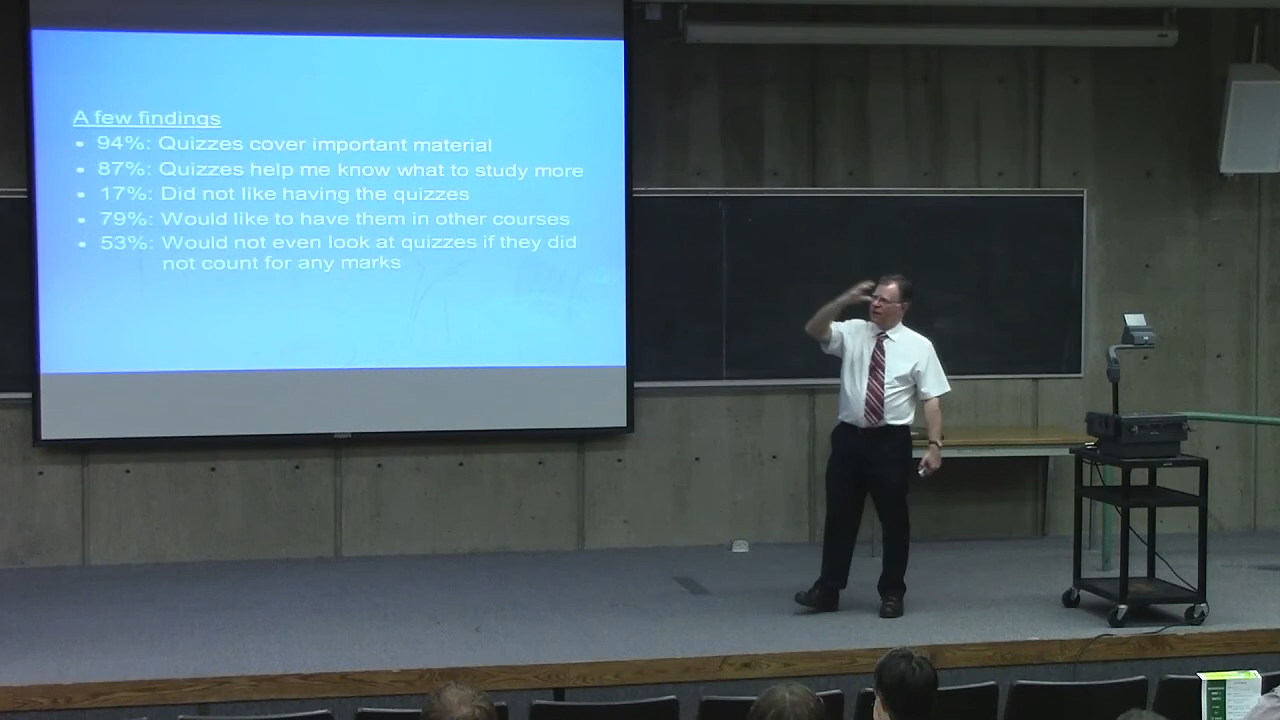 A few findings
• 94%: Quizzes cover important material
• 87%: Quizzes help me know what to study more
• 17%: Did not like having the quizzes
• 79%: Would like to have them in other courses
• 53%: Would not even look at quizzes if they did
not count for any marks